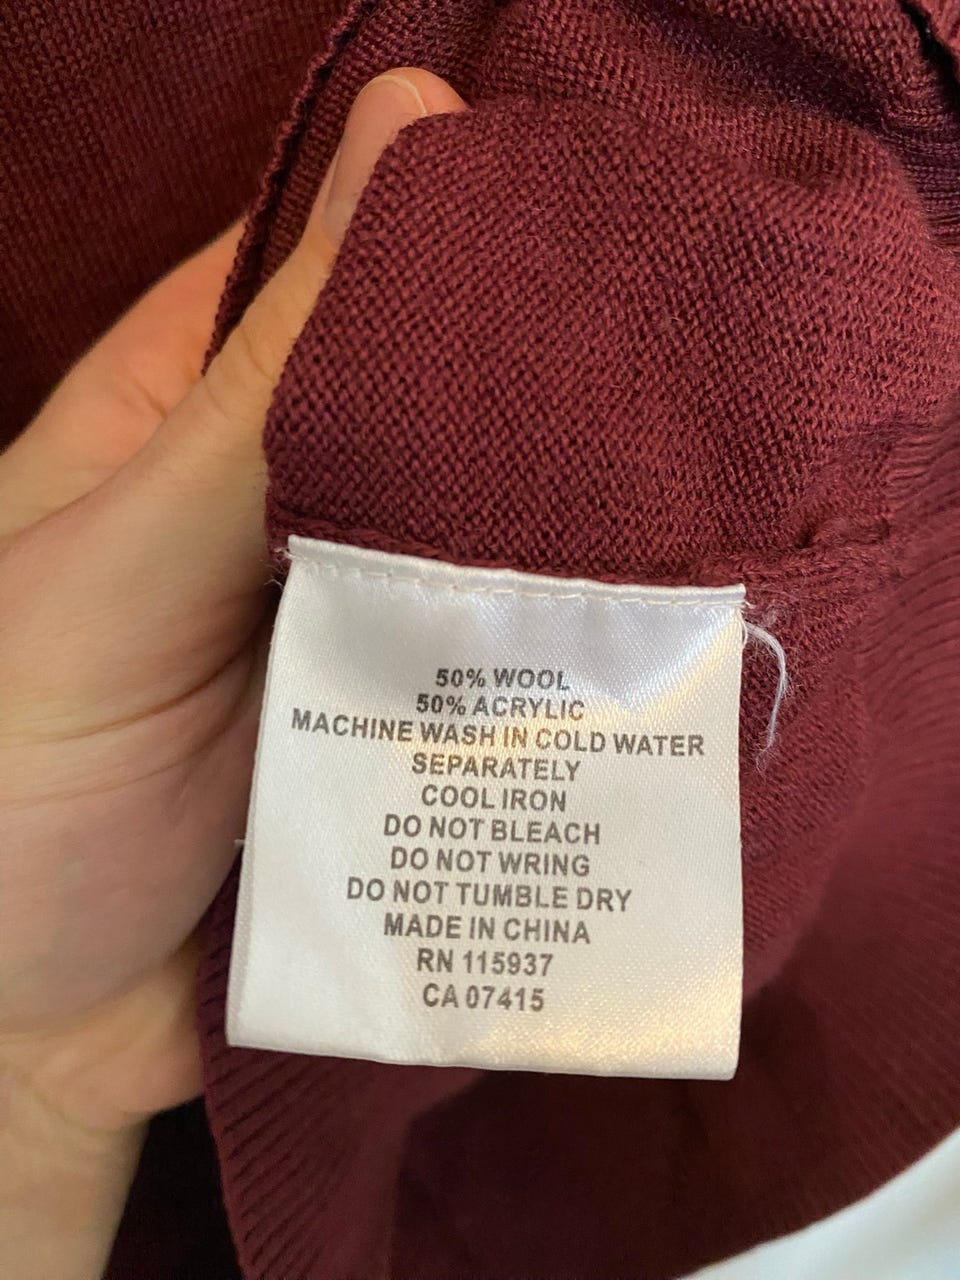 50% WOOL
50% ACRYLIC
MACHINE WASH IN COLD WATER
SEPARATELY
COOL IRON
DO NOT BLEACH
DO NOT WRING
DO NOT TUMBLE DRY
MADE IN CHINA
RN 115937
CA 07415